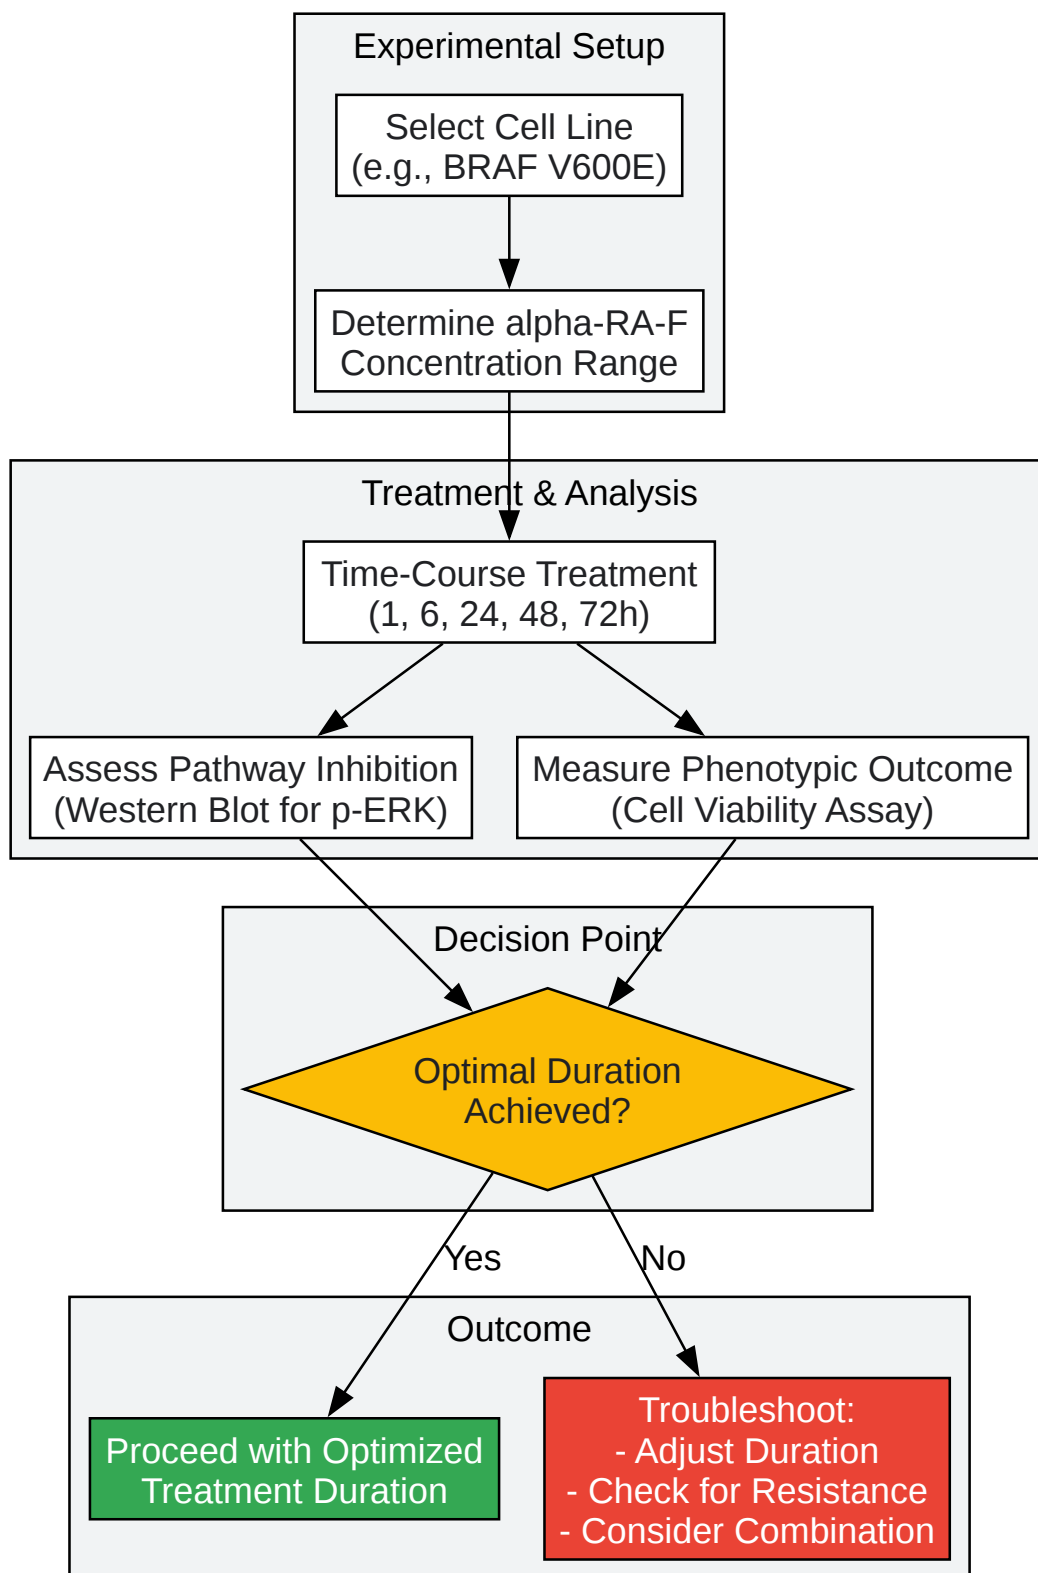 Experimental Setup
Select Cell Line
(e.g., BRAF V600E)
Determine alpha-RA-F
Concentration Range
Treatment & Analysis
Time-Course Treatment
(1, 6, 24, 48, 72h)
Assess Pathway Inhibition
(Western Blot for p-ERK)
Measure Phenotypic Outcome
(Cell Viability Assay)
Decision Point
Optimal Duration
Achieved?
Yes
No
Outcome
Proceed with Optimized
Treatment Duration
Troubleshoot:
- Adjust Duration
- Check for Resistance
- Consider Combination